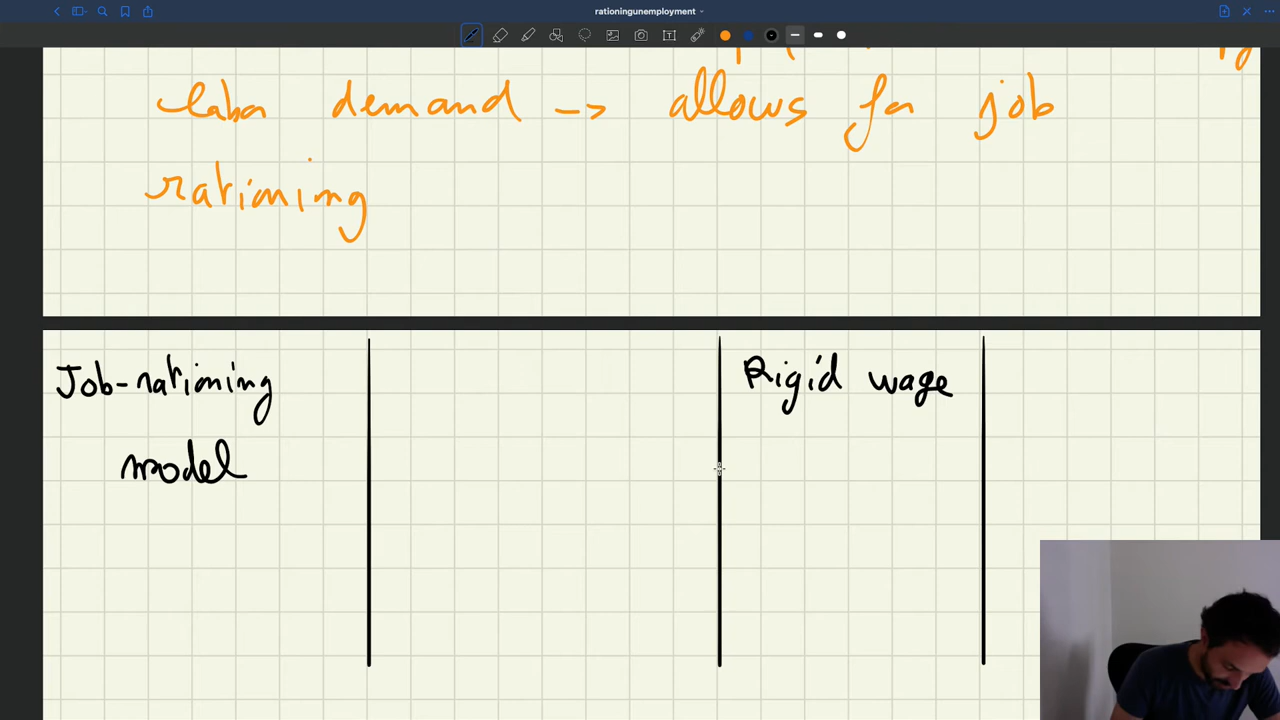 rationingunemployment
labor demand -> allows for job
rationing
Job-rationing
model
Rigid wage